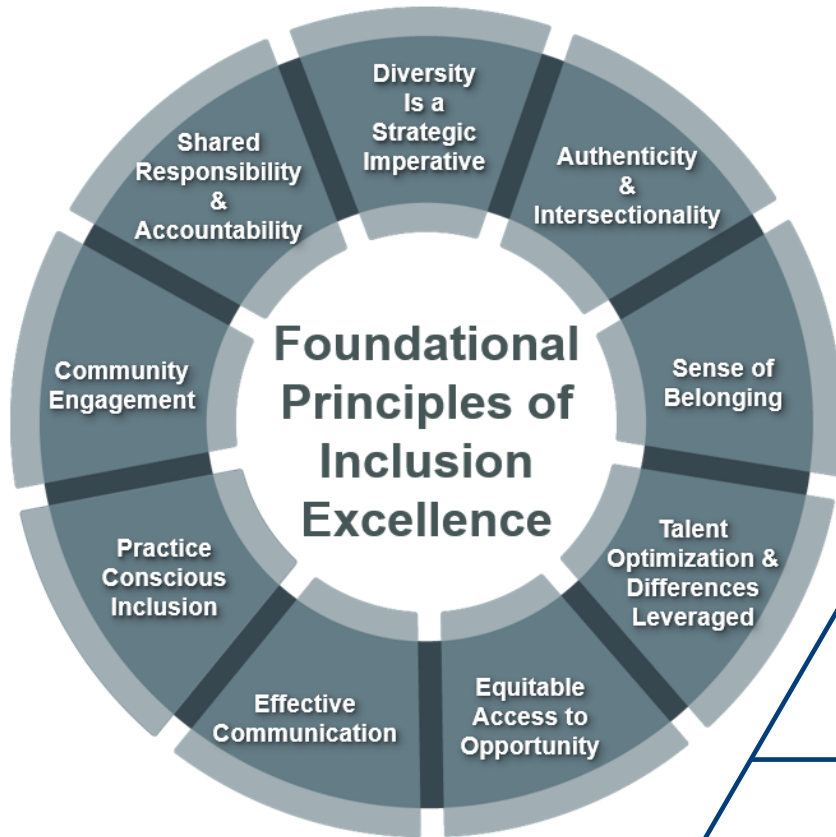 Foundational
Principles of
Inclusion
Excellence
Diversity
Is a
Strategic
Imperative
Authenticity
&
Intersectionality
Sense of
Belonging
Talent
Optimization &
Differences
Leveraged
Equitable
Access to
Opportunity
Effective
Communication
Practice
Conscious
Inclusion
Community
Engagement
Shared
Responsibility
&
Accountability